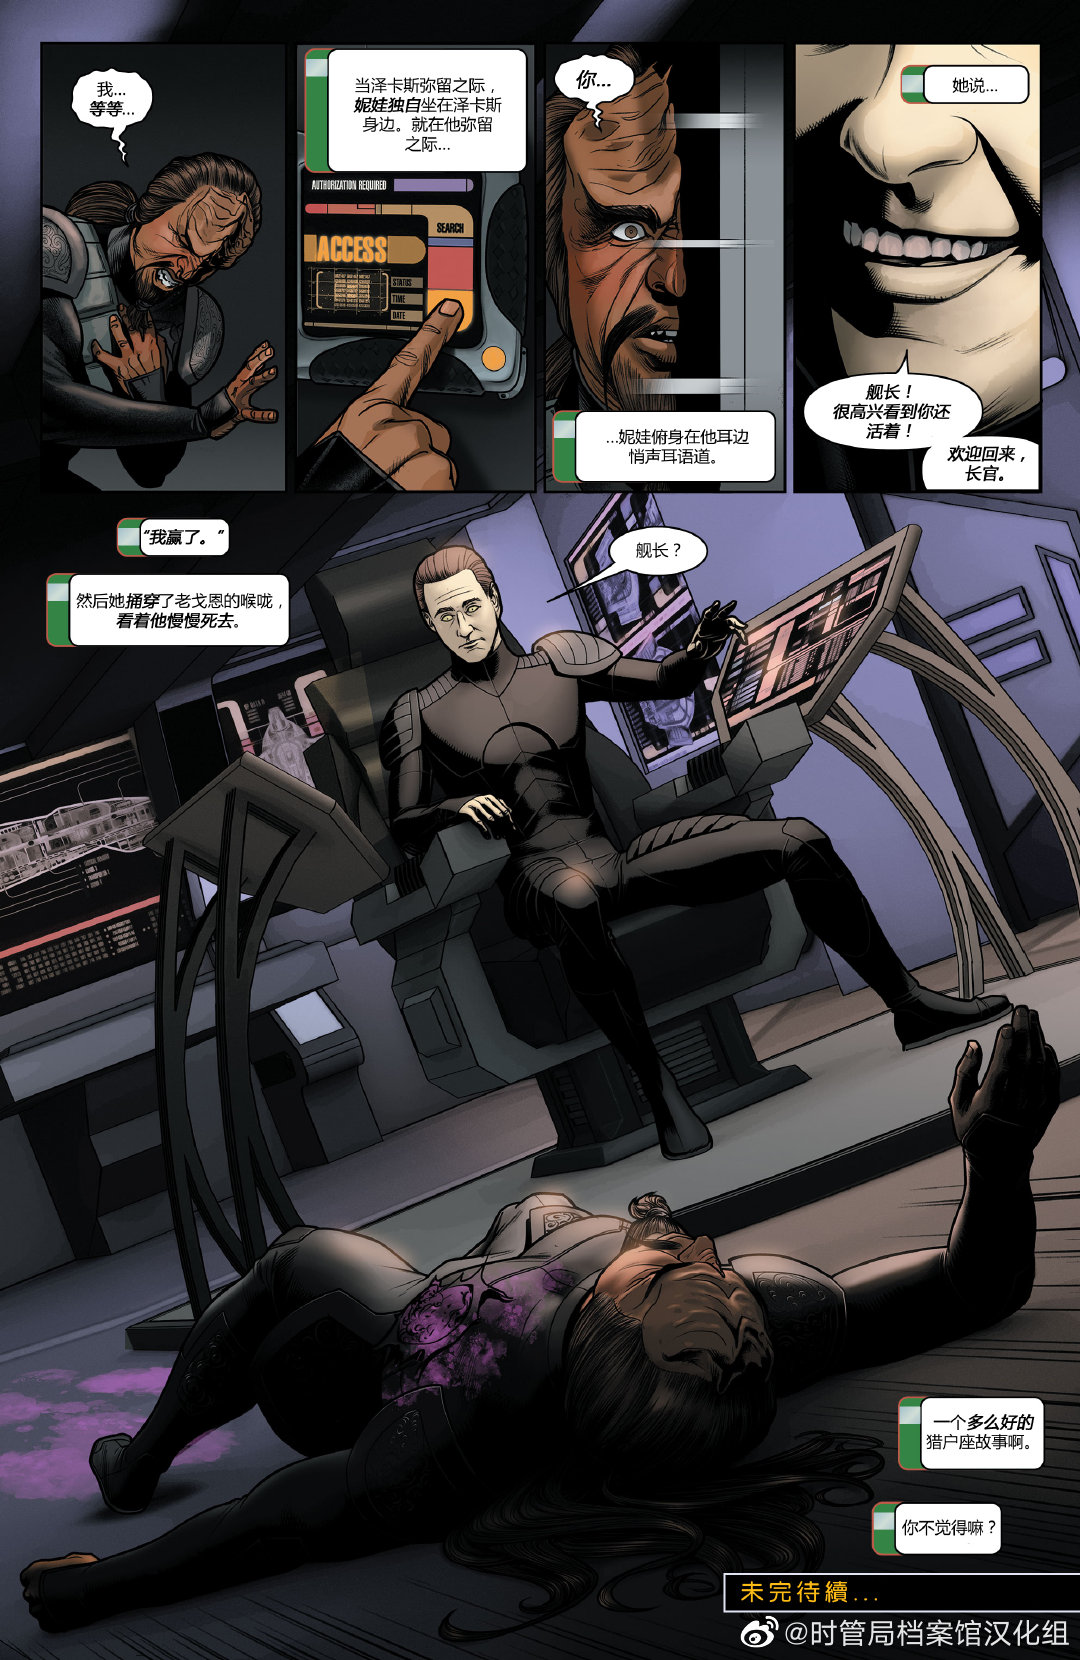 我...
等等...
当泽卡斯弥留之际，
妮娃独自坐在泽卡斯
身边。就在他弥留
之际...
AUTHORIZATION REQUIRED
SEARCH
ACCESS
STATUS
TIME
DATE
你...
...妮娃俯身在他耳边
悄声耳语道。
她说...
舰长！
很高兴看到你还
活着！
欢迎回来，
长官。
“我赢了。”
然后她捅穿了老戈恩的喉咙，
看着他慢慢死去。
舰长？
一个多么好的
猎户座故事啊。
你不觉得嘛？
未完待續...
@时管局档案馆汉化组